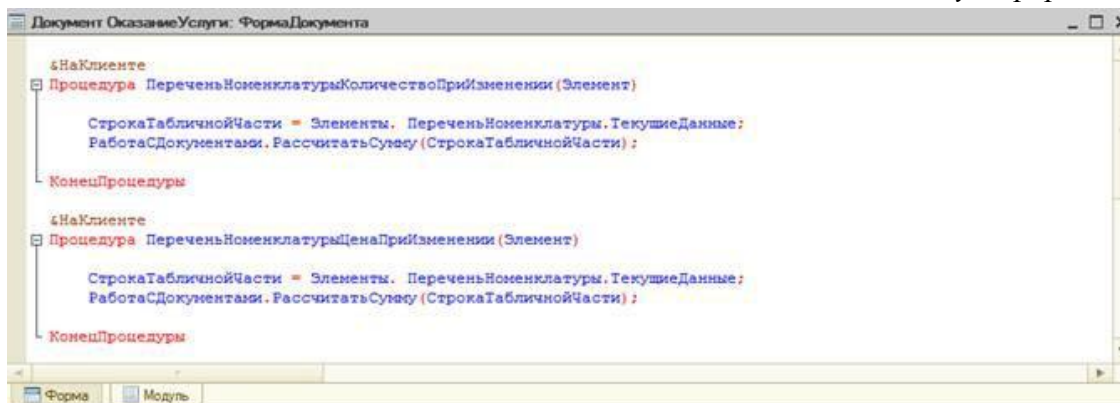 Документ ОказаниеУслуги: ФормаДокумента
&НаКлиенте
Процедура ПереченьНоменклатурыКоличествоПриИзменении(Элемент)
СтрокаТабличнойЧасти = Элементы. ПереченьНоменклатуры.ТекущиеДанные;
РаботаСДокументами.РассчитатьСумму(СтрокаТабличнойЧасти);
КонецПроцедуры
&НаКлиенте
Процедура ПереченьНоменклатурыЦенаПриИзменении(Элемент)
СтрокаТабличнойЧасти = Элементы. ПереченьНоменклатуры.ТекущиеДанные;
РаботаСДокументами.РассчитатьСумму(СтрокаТабличнойЧасти);
КонецПроцедуры
Форма Модуль